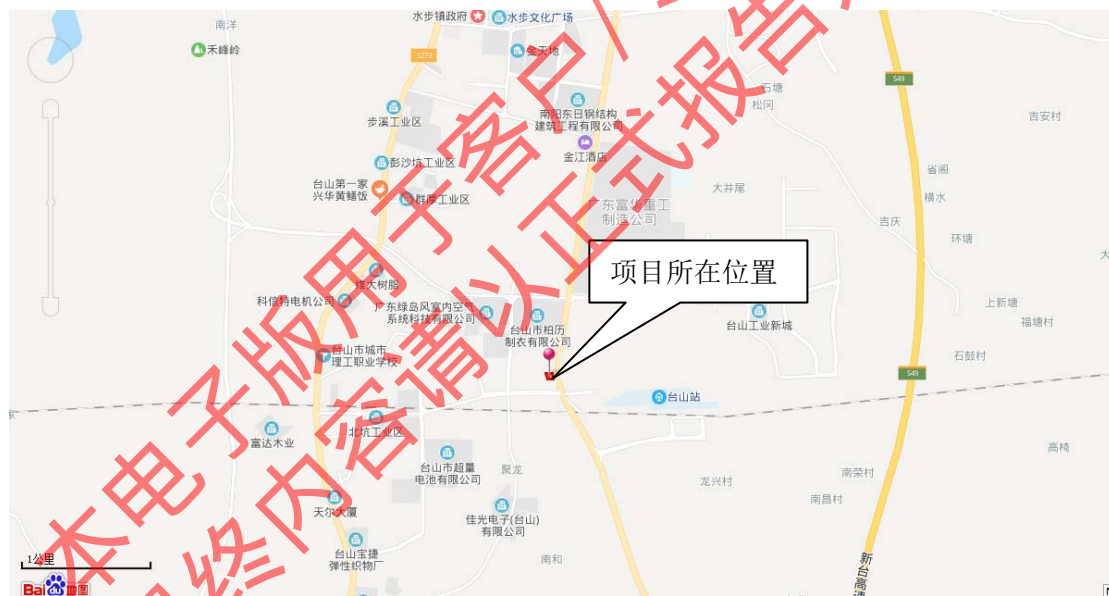 水步镇政府
水步文化广场
南洋
禾峰岭
金天地
S273
S49
石塘
松冈
步溪工业区
南阳东日钢结构
建筑工程有限公司
吉安村
金江酒店
彭沙坑工业区
省阁
台山第一家
兴华黄鳝饭
群厚工业区
大井尾
横水
广东富华重工
制造公司
吉庆
环塘
大
项目所在位置
维大树脂
科信特电机公司
广东绿岛风室内空气
系统科技有限公司
台山市柏历
制衣有限公司
台山工业新城
上新塘
福塘村
台山市城市
理工职业学校
石鼓村
S49
台山站
富达木业
北坑工业区
高椅
台山市超量
电池有限公司
聚龙
龙兴村
南荣村
南昌村
天尔大厦
佳光电子(台山)
有限公司
台山宝捷
弹性织物厂
南和
新台高速
1公里
Bai du 地图
本电子版用于客户
终内容请以正式报告